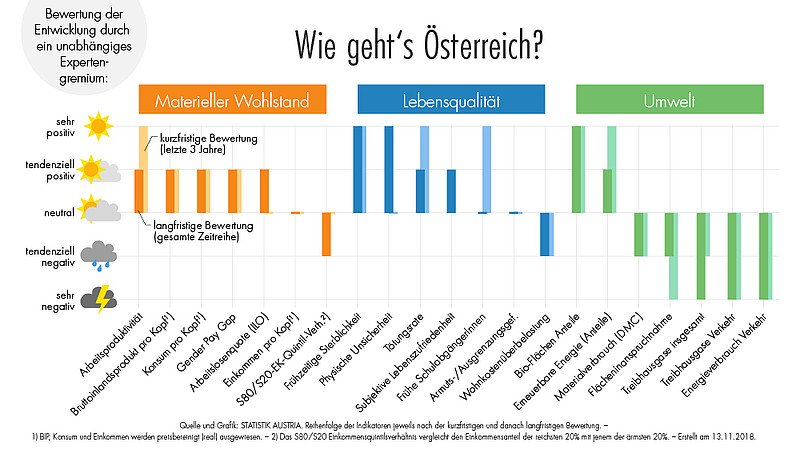 Bewertung der
Entwicklung durch
ein unabhängiges
Experten-
gremium:
Wie geht's Österreich?
Materieller Wohlstand
Lebensqualität
Umwelt
sehr
positiv
tendenziell
positiv
neutral
tendenziell
negativ
sehr
negativ
kurzfristige Bewertung
(letzte 3 Jahre)
langfristige Bewertung
(gesamte Zeitreihe)
Arbeitsproduktivität
Bruttoinlandsprodukt pro Kopf¹)
Konsum pro Kopf¹)
Gender Pay Gap
Arbeitslosenquote (ILO)
Einkommen pro Kopf¹)
S80/S20-EK-Quintil-Verh.²)
Frühzeitige Sterblichkeit
Physische Unsicherheit
Tötungsrate
Subjektive Lebenszufriedenheit
Frühe SchulabgängerInnen
Armuts-/Ausgrenzungsgef.
Wohnkostenüberbelastung
Bio-Flächen Anteile
Erneuerbare Energie (Anteile)
Materialverbrauch (DMC)
Flächeninanspruchnahme
Treibhausgase insgesamt
Treibhausgase Verkehr
Energieverbrauch Verkehr
Quelle und Grafik: STATISTIK AUSTRIA. Reihenfolge der Indikatoren jeweils nach der kurzfristigen und danach langfristigen Bewertung. –
1) BIP, Konsum und Einkommen werden preisbereinigt (real) ausgewiesen. – 2) Das S80/S20 Einkommensquintilsverhältnis vergleicht den Einkommensanteil der reichsten 20% mit jenem der ärmsten 20%. – Erstellt am 13.11.2018.